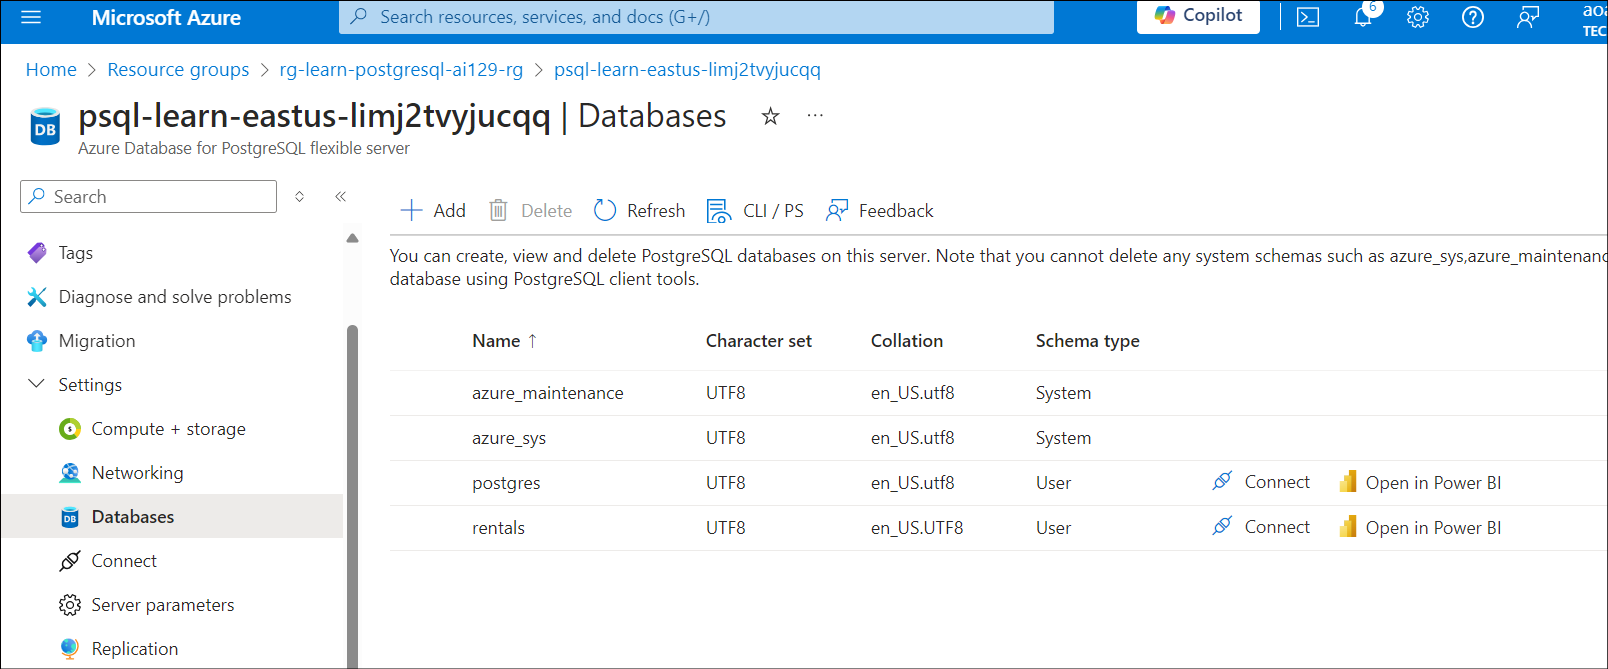 Microsoft Azure
Search resources, services, and docs (G+/)
Copilot
6
TEC
Home > Resource groups > rg-learn-postgresql-ai129-rg > psql-learn-eastus-limj2tvyjucqq
psql-learn-eastus-limj2tvyjucqq | Databases
DB
Azure Database for PostgreSQL flexible server
Search
Add Delete Refresh CLI / PS Feedback
Tags
Diagnose and solve problems
Migration
Settings
Compute + storage
Networking
DB Databases
Connect
Server parameters
Replication
You can create, view and delete PostgreSQL databases on this server. Note that you cannot delete any system schemas such as azure_sys,azure_maintenanc
database using PostgreSQL client tools.
Name ↑ Character set Collation Schema type
azure_maintenance UTF8 en_US.utf8 System
azure_sys UTF8 en_US.utf8 System
postgres UTF8 en_US.utf8 User Connect Open in Power BI
rentals UTF8 en_US.UTF8 User Connect Open in Power BI